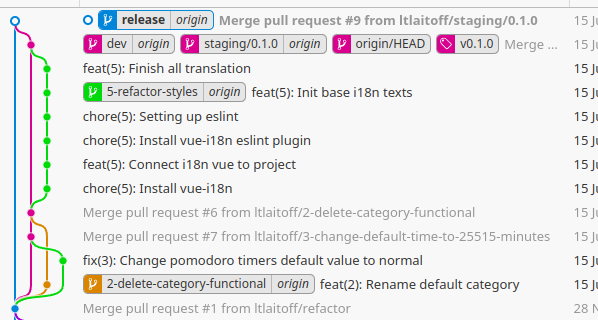 release origin Merge pull request #9 from ltlaitoff/staging/0.1.0 15 J
dev origin staging/0.1.0 origin origin/HEAD v0.1.0 Merge ... 15 J
feat(5): Finish all translation 15 J
5-refactor-styles origin feat(5): Init base i18n texts 15 J
chore(5): Setting up eslint 15 J
chore(5): Install vue-i18n eslint plugin 15 J
feat(5): Connect i18n vue to project 15 J
chore(5): Install vue-i18n 15 J
Merge pull request #6 from ltlaitoff/2-delete-category-functional 15 J
Merge pull request #7 from ltlaitoff/3-change-default-time-to-25515-minutes 15 J
fix(3): Change pomodoro timers default value to normal 15 J
2-delete-category-functional origin feat(2): Rename default category 15 J
Merge pull request #1 from ltlaitoff/refactor 28 N